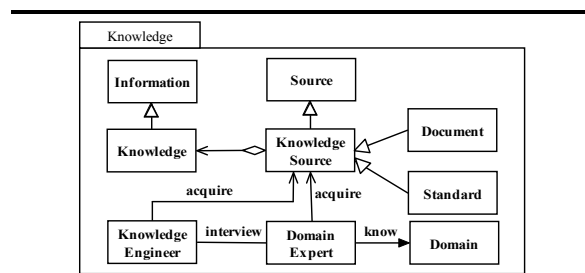 Knowledge
Information
Source
Document
Knowledge
Knowledge
Source
Standard
acquire
acquire
Knowledge
Engineer
interview
Domain
Expert
know
Domain